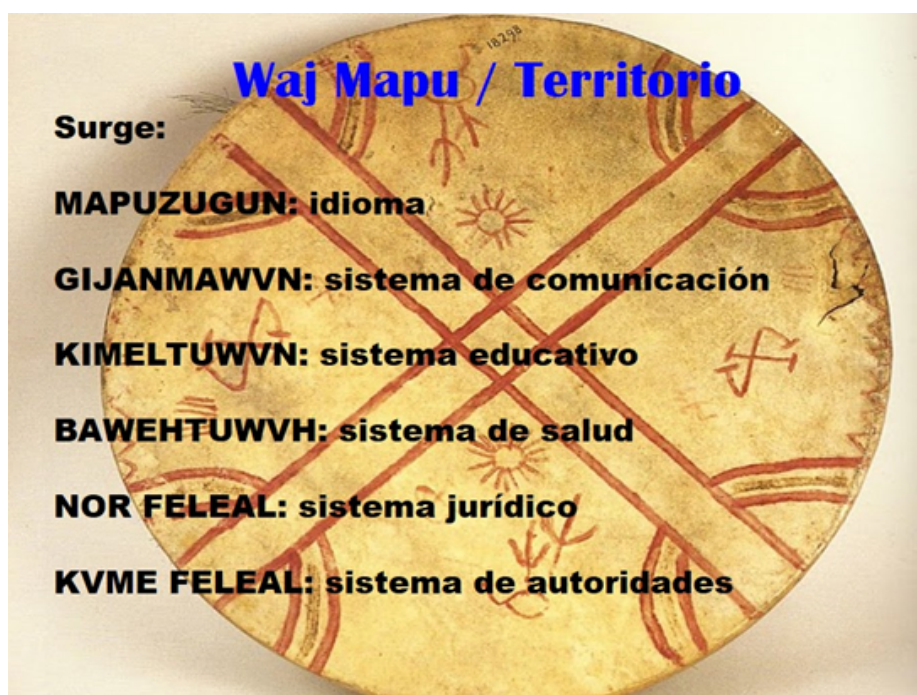 18298
Waj Mapu / Territorio
Surge:
MAPUZUGUN: idioma
GIJANMAWVN: sistema de comunicación
KIMELTUWVN: sistema educativo
BAWEHTUWVH: sistema de salud
NOR FELEAL: sistema jurídico
KVME FELEAL: sistema de autoridades